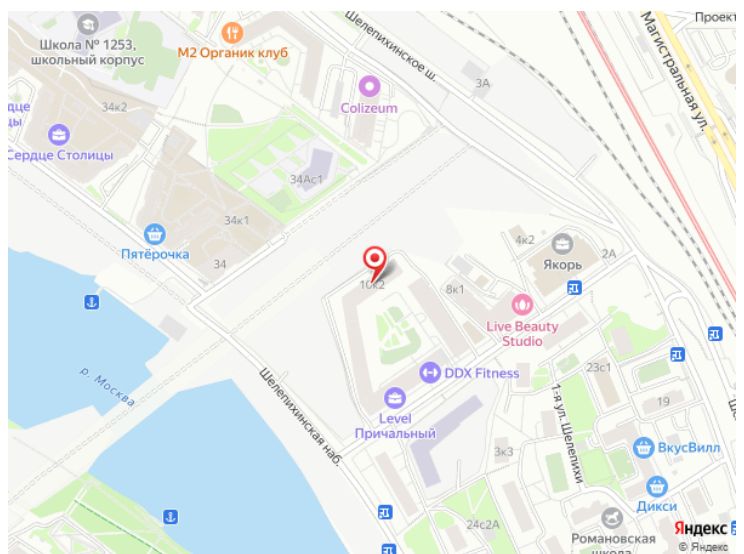 Школа № 1253,
школьный корпус
М2 Органик клуб
Шелепихинское ш.
3А
Магистральная ул.
Проект
34к2
Colizeum
рдце
цы
Сердце Столицы
34Ас1
34к1
Пятёрочка
34
4к2
2А
Якорь
10к2
8к1
Live Beauty
Studio
р. Москва
DDX Fitness
23с1
Шелепихинская наб.
Level
Причальный
1-я ул. Шелепихи
19
3к3
ВкусВилл
Дикси
24с2А
Романовская
школа
Яндекс
© Яндекс